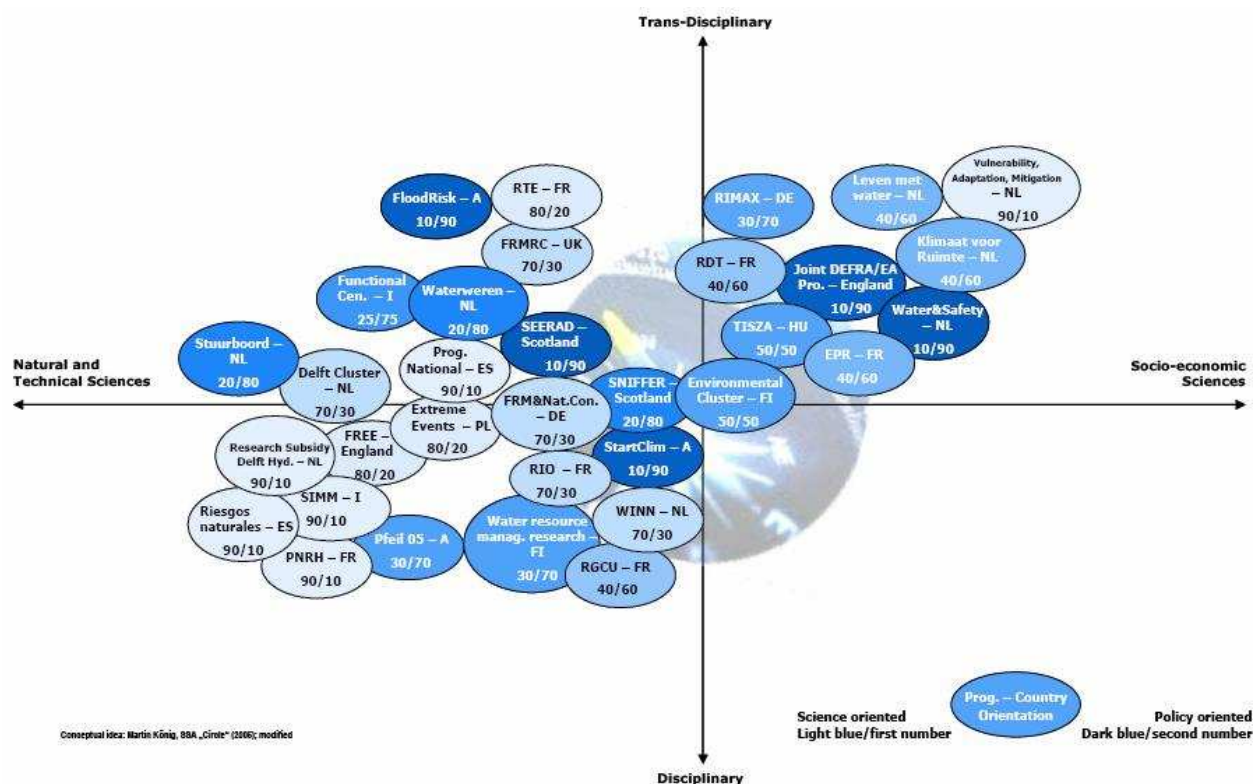 Trans-Disciplinary
Vulnerability,
Adaptation, Mitigation
– NL
90/10
RTE – FR
80/20
FloodRisk – A
10/90
RIMAX – DE
30/70
Leven met
water – NL
40/60
FRMRC – UK
70/30
Klimaat voor
Ruimte – NL
40/60
RDT – FR
40/60
Joint DEFRA/EA
Pro. – England
10/90
Functional
Cen. – I
25/75
Waterweren –
NL
20/80
Water&Safety
– NL
10/90
TISZA – HU
50/50
SEERAD –
Scotland
10/90
Stuurboord –
NL
20/80
Prog.
National – ES
90/10
EPR – FR
40/60
Natural and
Technical Sciences
Socio-economic
Sciences
Delft Cluster –
NL
70/30
SNIFFER –
Scotland
20/80
Environmental
Cluster – FI
50/50
FRM&Nat.Con.
– DE
70/30
Extreme
Events – PL
80/20
FREE –
England
80/20
Research Subsidy
Delft Hyd. – NL
90/10
StartClim – A
10/90
RIO – FR
70/30
SIMM – I
90/10
Riesgos
naturales – ES
90/10
WINN – NL
70/30
Water resource
manag. research –
FI
30/70
Pfeil 05 – A
30/70
PNRH – FR
90/10
RGCU – FR
40/60
Prog. – Country
Orientation
Science oriented
Light blue/first number
Policy oriented
Dark blue/second number
Conceptual idea: Martin König, SSA „Circle“ (2006); modified
Disciplinary